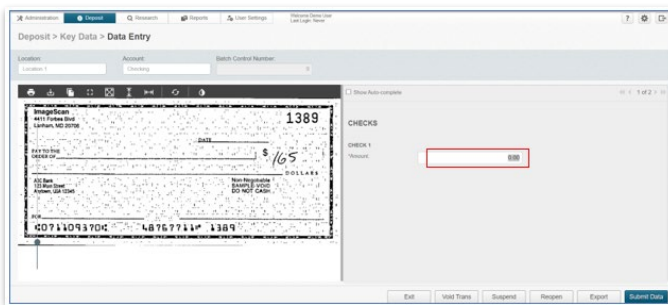 Administration Deposit Research Reports User Settings Welcome Demo User
Last Login: Never
Deposit > Key Data > Data Entry
Location: Account: Batch Control Number:
Location 1 Checking 0
Show Auto-complete 1 of 2
ImageScan
4411 Forbes Blvd
Lanham, MD 20706
1389
DATE
PAY TO THE
ORDER OF
$ 165
DOLLARS
ABC Bank
123 Main Street
Anytown, USA 12345
Non-Negotiable
SAMPLE VOID
DO NOT CASH
FOR
071109370 48767711 1389
CHECKS
CHECK 1
*Amount: 0.00
Exit Void Trans Suspend Reopen Export Submit Data